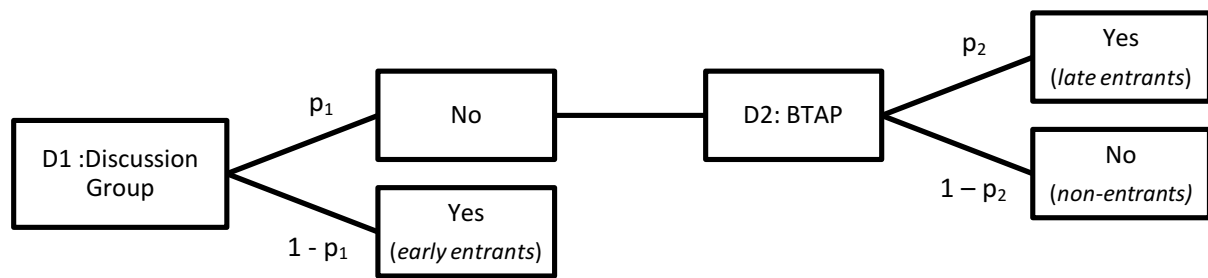 D1 :Discussion
Group
p1
1 - p1
No
Yes
(early entrants)
D2: BTAP
p2
1 – p2
Yes
(late entrants)
No
(non-entrants)